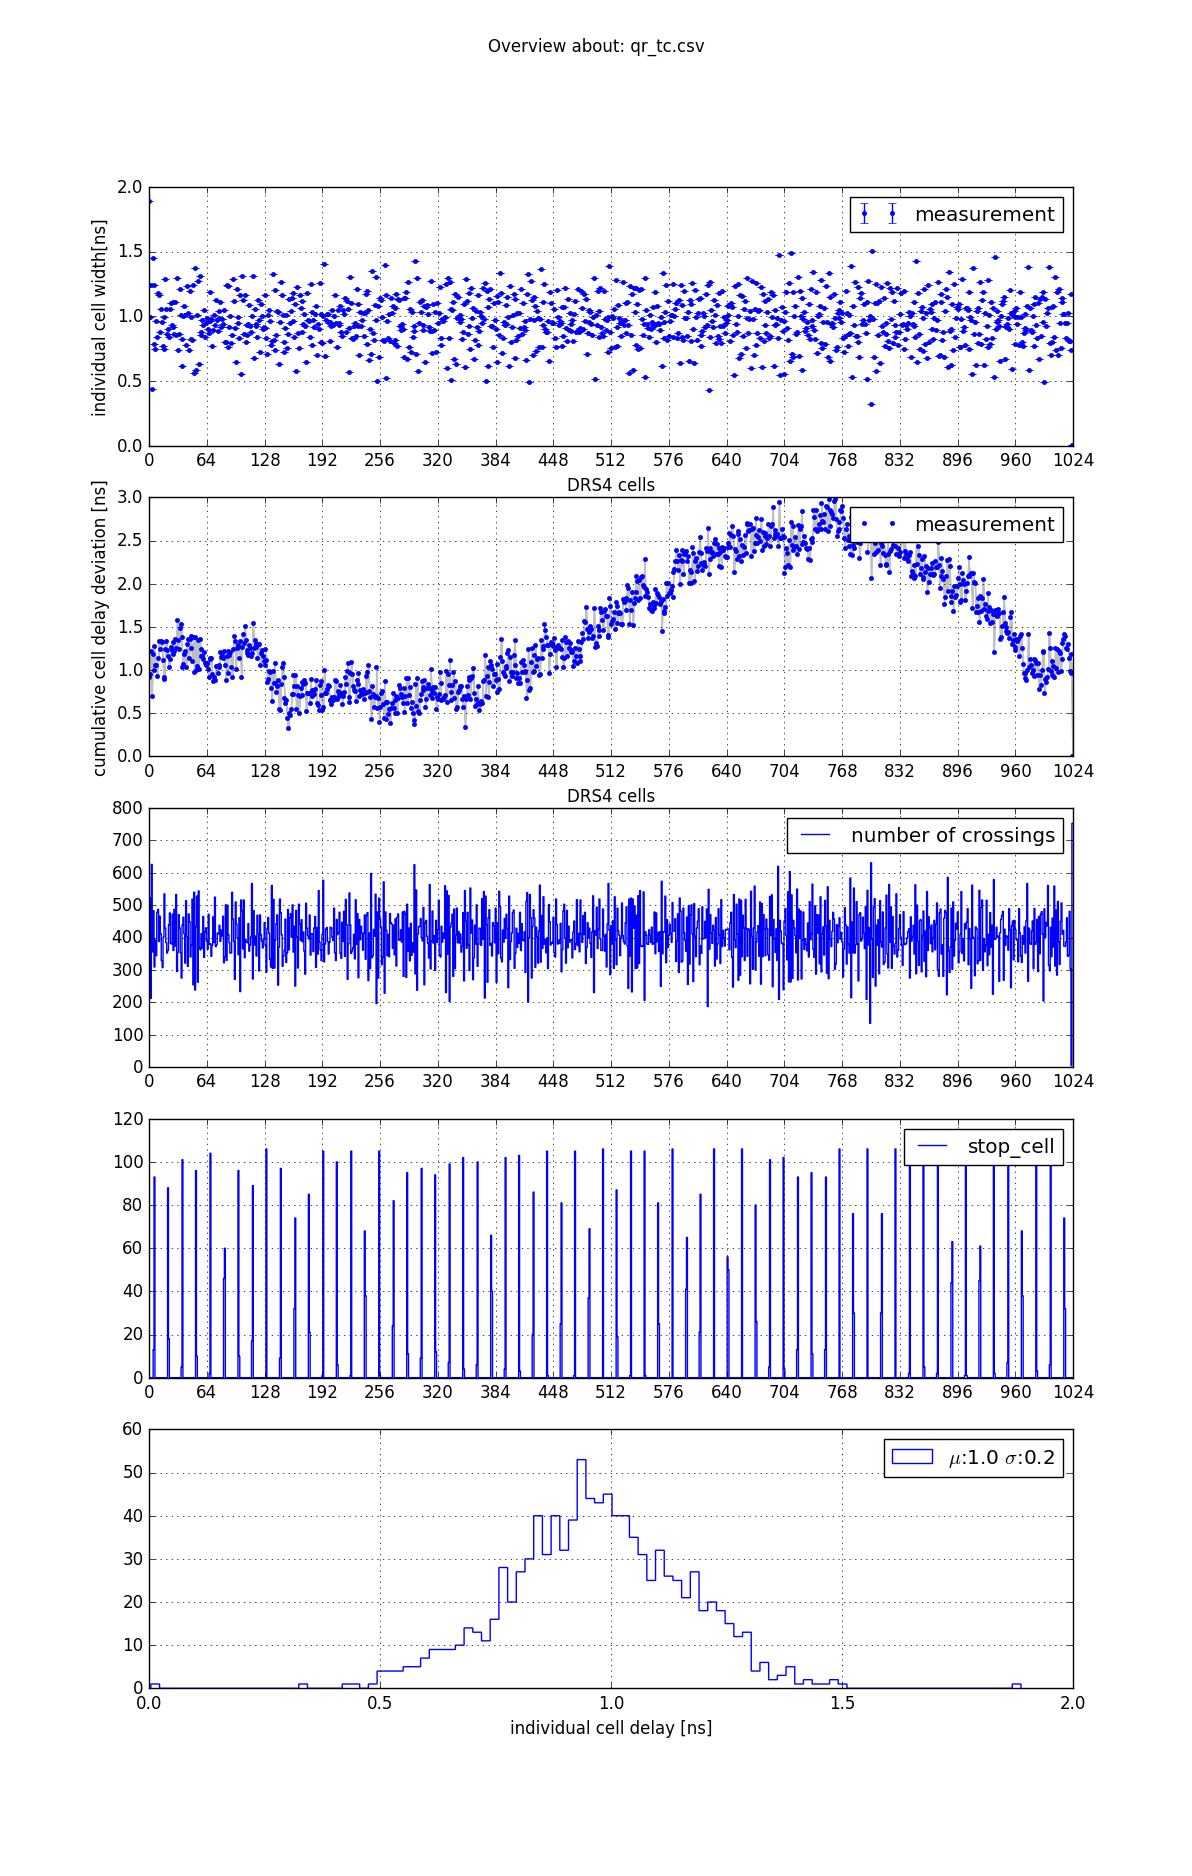 Overview about: qr_tc.csv
2.0
1.5
1.0
0.5
0.0
individual cell width[ns]
measurement
0 64 128 192 256 320 384 448 512 576 640 704 768 832 896 960 1024
DRS4 cells
3.0
2.5
2.0
1.5
1.0
0.5
0.0
cumulative cell delay deviation [ns]
measurement
0 64 128 192 256 320 384 448 512 576 640 704 768 832 896 960 1024
DRS4 cells
800
700
600
500
400
300
200
100
0
number of crossings
0 64 128 192 256 320 384 448 512 576 640 704 768 832 896 960 1024
120
100
80
60
40
20
0
stop_cell
0 64 128 192 256 320 384 448 512 576 640 704 768 832 896 960 1024
60
50
40
30
20
10
0
μ:1.0 σ:0.2
0.0 0.5 1.0 1.5 2.0
individual cell delay [ns]